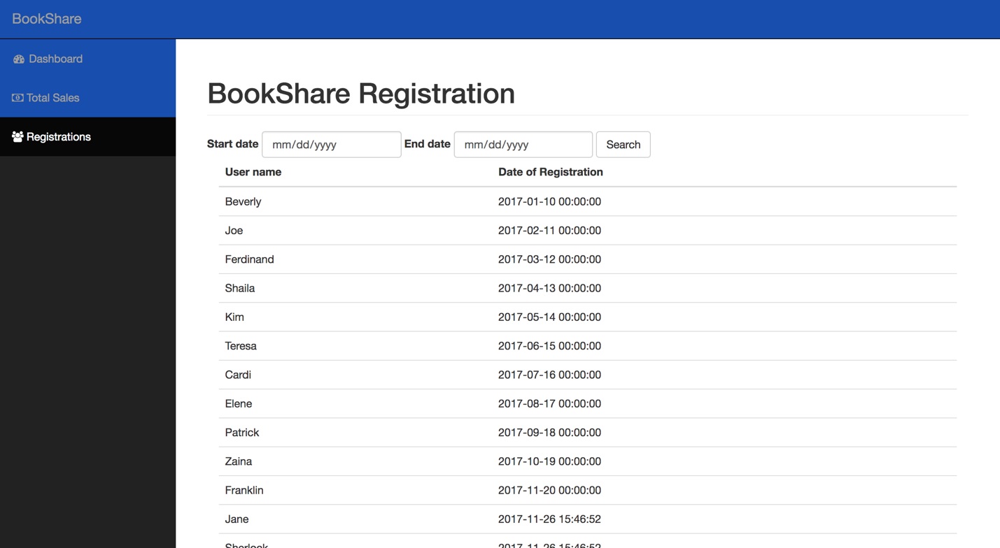 BookShare
Dashboard
Total Sales
Registrations
BookShare Registration
Start date mm/dd/yyyy End date mm/dd/yyyy Search
User name Date of Registration
Beverly 2017-01-10 00:00:00
Joe 2017-02-11 00:00:00
Ferdinand 2017-03-12 00:00:00
Shaila 2017-04-13 00:00:00
Kim 2017-05-14 00:00:00
Teresa 2017-06-15 00:00:00
Cardi 2017-07-16 00:00:00
Elene 2017-08-17 00:00:00
Patrick 2017-09-18 00:00:00
Zaina 2017-10-19 00:00:00
Franklin 2017-11-20 00:00:00
Jane 2017-11-26 15:46:52
Sherlock 2017-11-26 15:46:52